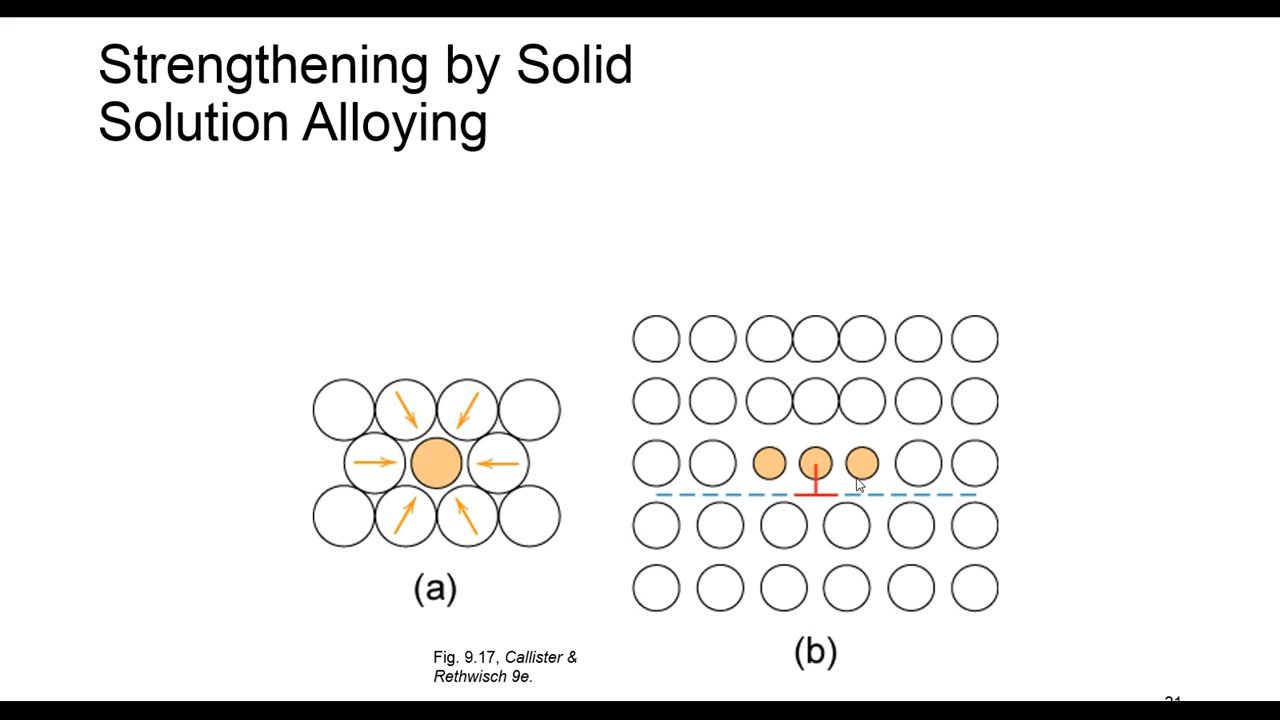 Strengthening by Solid
Solution Alloying
(a)
(b)
Fig. 9.17, Callister &
Rethwisch 9e.